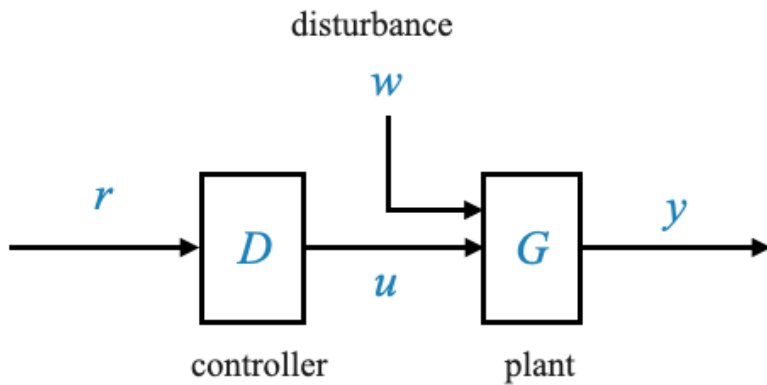 disturbance
w
r
D
u
G
y
controller
plant